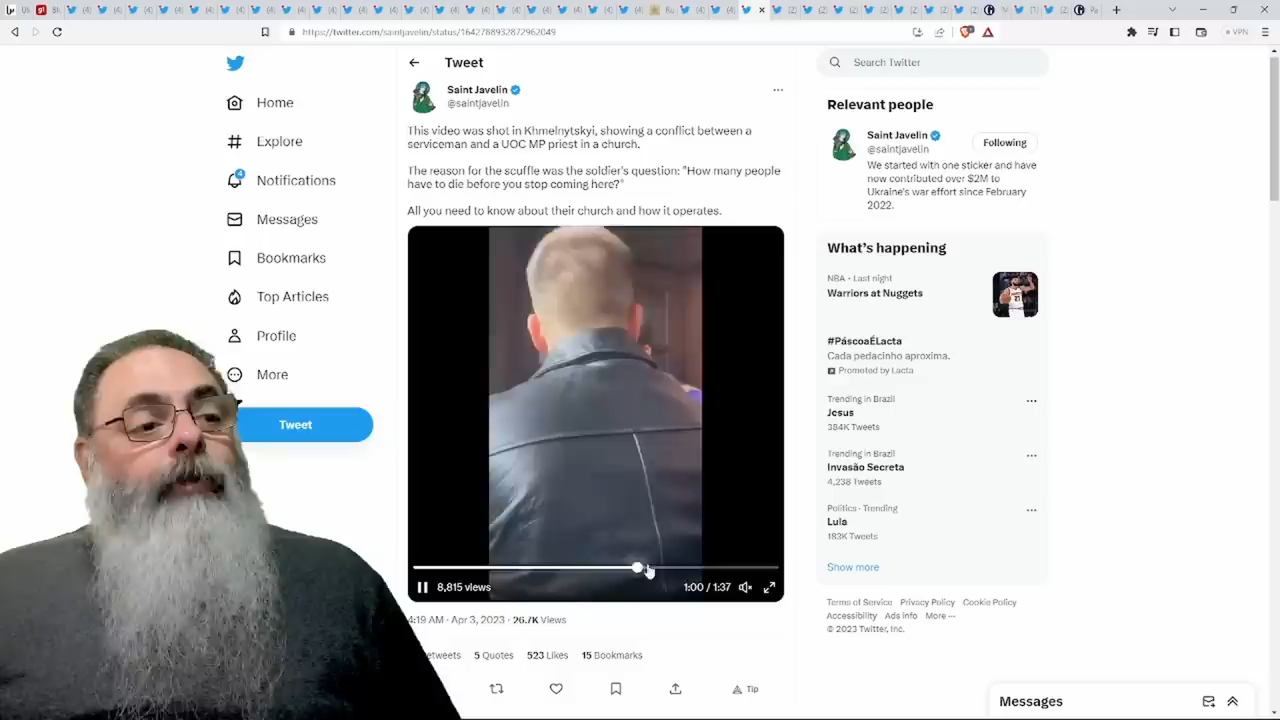 https://twitter.com/saintjavelin/status/1642788932872962049
VPN
Home
Explore
4
Notifications
Messages
Bookmarks
Top Articles
Profile
More
Tweet
Tweet
Saint Javelin
@saintjavelin
This video was shot in Khmelnytskyi, showing a conflict between a
serviceman and a UOC MP priest in a church.
The reason for the scuffle was the soldier's question: "How many people
have to die before you stop coming here?"
All you need to know about their church and how it operates.
8,815 views
1:00 / 1:37
4:19 AM · Apr 3, 2023 · 26.7K Views
5 Quotes 523 Likes 15 Bookmarks
Tip
Search Twitter
Relevant people
Saint Javelin
@saintjavelin
Following
We started with one sticker and have
now contributed over $2M to
Ukraine's war effort since February
2022.
What's happening
NBA · Last night
Warriors at Nuggets
#PáscoaÉLacta
Cada pedacinho aproxima.
Promoted by Lacta
Trending in Brazil
Jesus
384K Tweets
Trending in Brazil
Invasão Secreta
4,238 Tweets
Politics · Trending
Lula
183K Tweets
Show more
Terms of Service Privacy Policy Cookie Policy
Accessibility Ads info More ···
© 2023 Twitter, Inc.
Messages